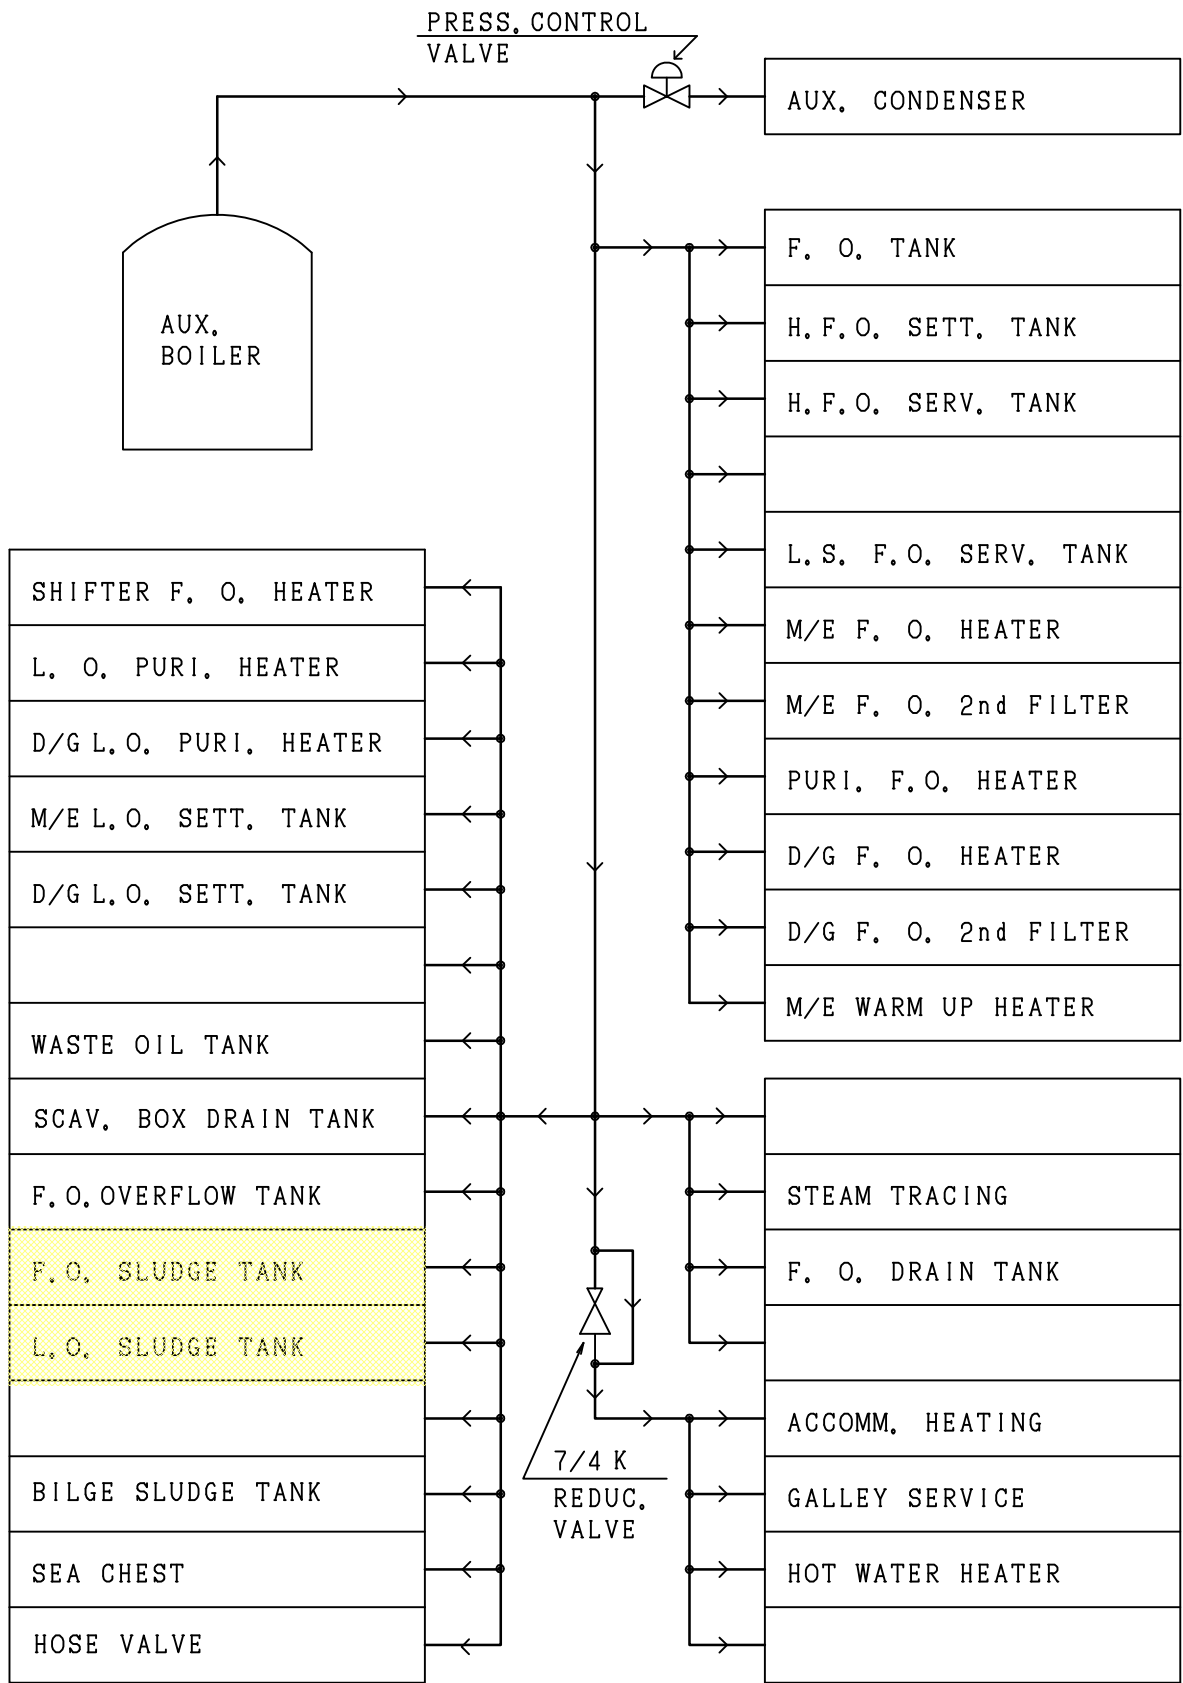 PRESS. CONTROL
VALVE
AUX. CONDENSER
AUX.
BOILER
F. O. TANK
H. F. O. SETT. TANK
H. F. O. SERV. TANK
L. S. F. O. SERV. TANK
M/E F. O. HEATER
M/E F. O. 2nd FILTER
PURI. F. O. HEATER
D/G F. O. HEATER
D/G F. O. 2nd FILTER
M/E WARM UP HEATER
SHIFTER F. O. HEATER
L. O. PURI. HEATER
D/G L. O. PURI. HEATER
M/E L. O. SETT. TANK
D/G L. O. SETT. TANK
WASTE OIL TANK
SCAV. BOX DRAIN TANK
F. O. OVERFLOW TANK
F. O. SLUDGE TANK
L. O. SLUDGE TANK
BILGE SLUDGE TANK
SEA CHEST
HOSE VALVE
7/4 K
REDUC.
VALVE
STEAM TRACING
F. O. DRAIN TANK
ACCOMM. HEATING
GALLEY SERVICE
HOT WATER HEATER